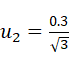 u₂ = 0.3/√3